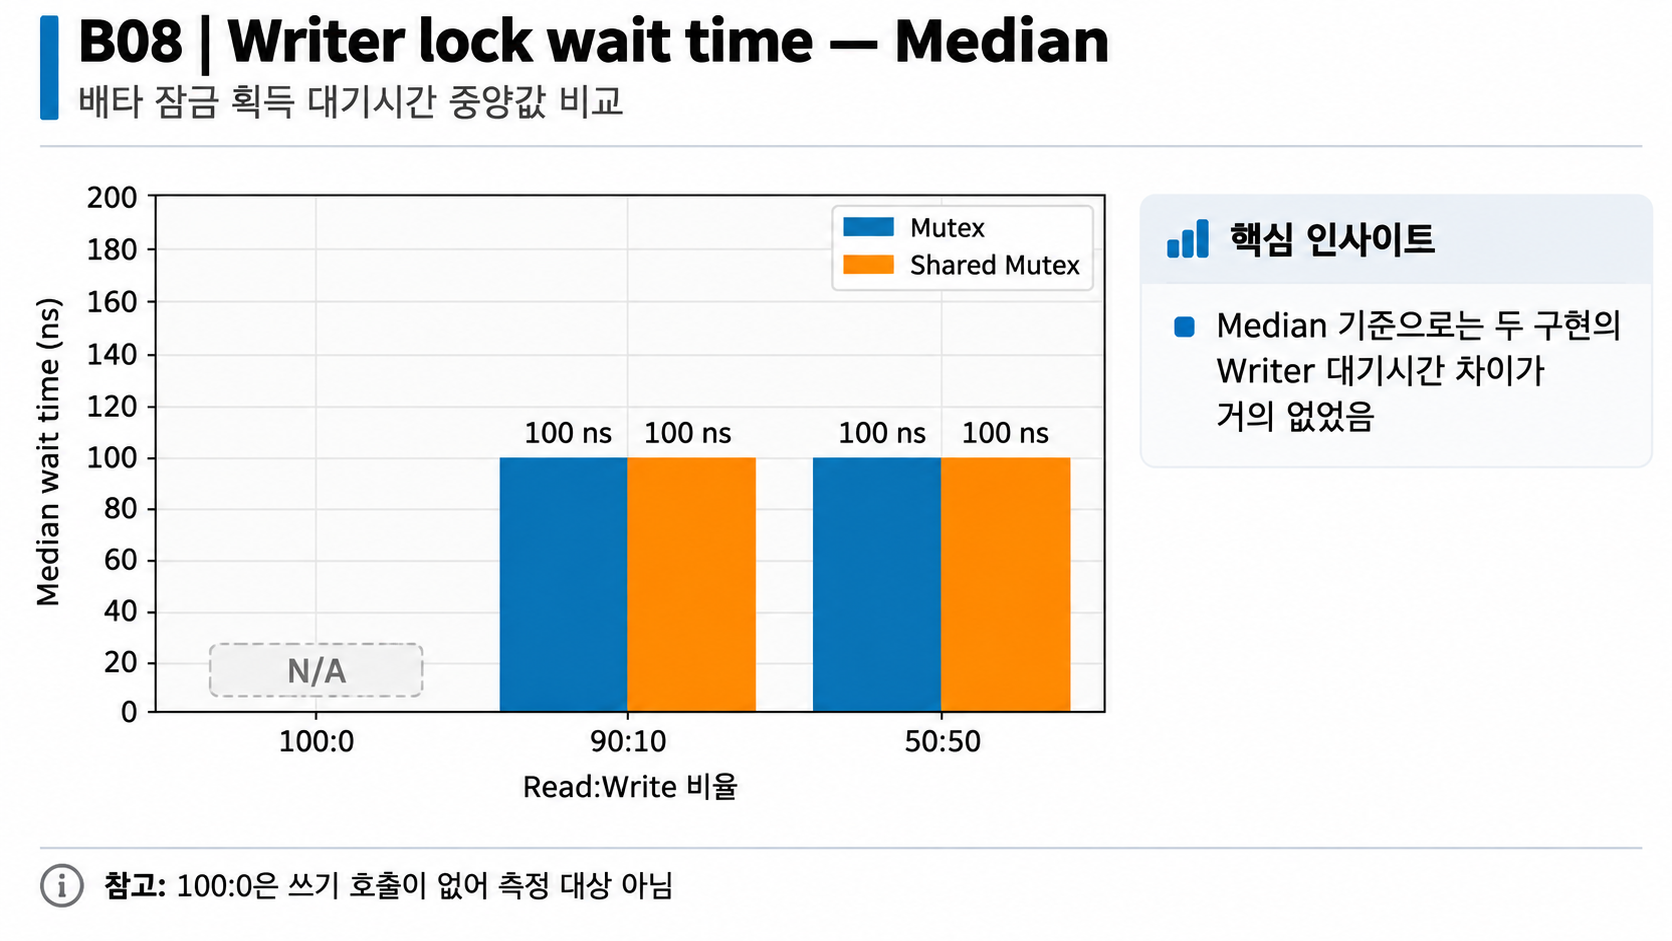 B08 | Writer lock wait time — Median
배타 잠금 획득 대기시간 중앙값 비교
Median wait time (ns)
200
180
160
140
120
100
80
60
40
20
0
Mutex
Shared Mutex
100 ns 100 ns 100 ns 100 ns
N/A
100:0 90:10 50:50
Read:Write 비율
핵심 인사이트
Median 기준으로는 두 구현의
Writer 대기시간 차이가
거의 없었음
참고: 100:0은 쓰기 호출이 없어 측정 대상 아님